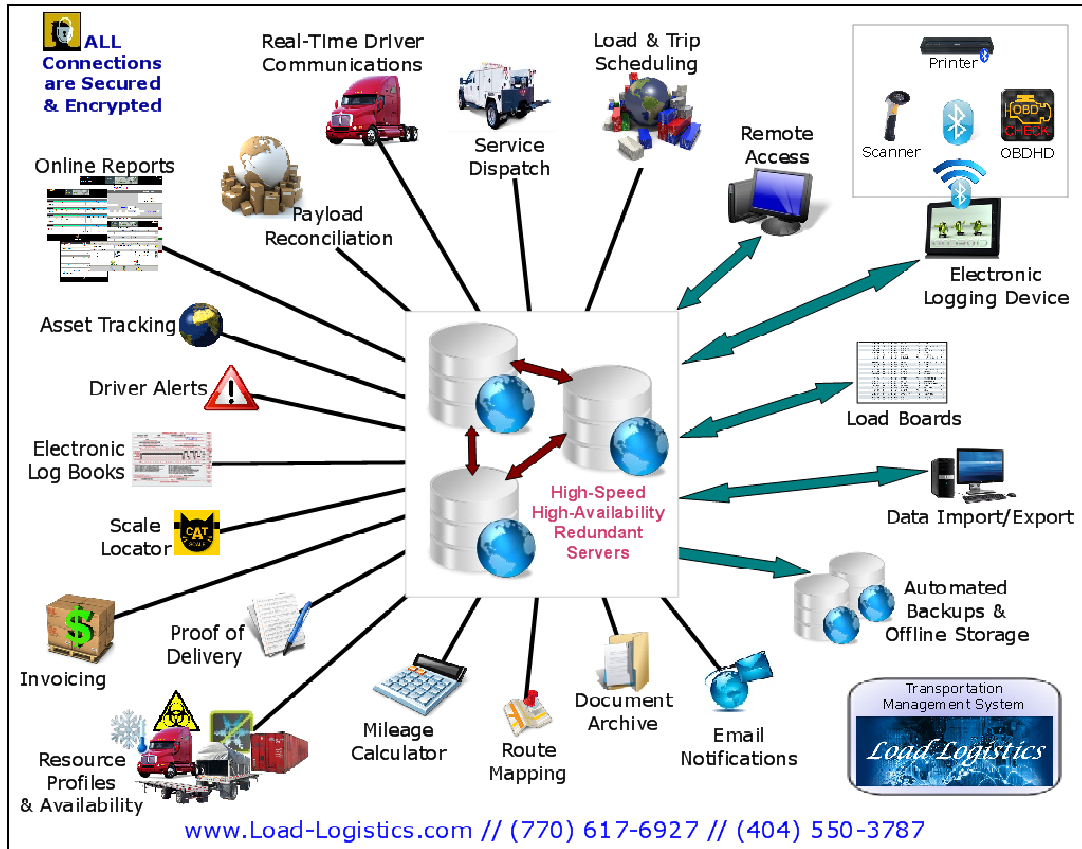 ALL
Connections
are Secured
& Encrypted
Real-Time Driver
Communications
Service
Dispatch
Load & Trip
Scheduling
Remote
Access
Printer
Scanner
OBD
CHECK
OBDHD
Electronic
Logging Device
Online Reports
Payload
Reconciliation
Asset Tracking
Driver Alerts
Electronic
Log Books
Scale
Locator
CAT
SCALE
Invoicing
Proof of
Delivery
Resource
Profiles
& Availability
High-Speed
High-Availability
Redundant
Servers
Load Boards
Data Import/Export
Automated
Backups &
Offline Storage
Mileage
Calculator
Route
Mapping
Document
Archive
Email
Notifications
Transportation
Management System
Load Logistics
www.Load-Logistics.com // (770) 617-6927 // (404) 550-3787